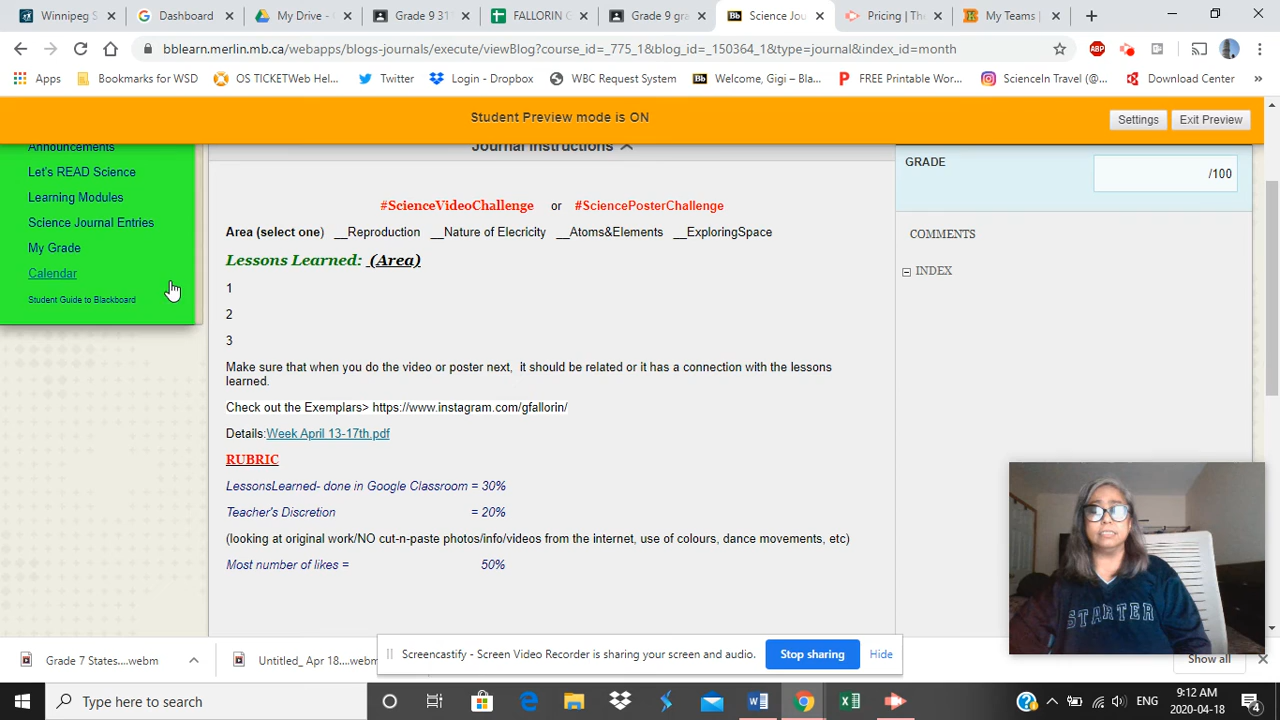 Winnipeg S
Dashboard
My Drive - G
Grade 9 31
FALLORIN G
Grade 9 gra
Science Jou
Pricing | The
My Teams |
bblearn.merlin.mb.ca/webapps/blogs-journals/execute/viewBlog?course_id=_775_1&blog_id=_150364_1&type=journal&index_id=month
Apps
Bookmarks for WSD
OS TICKETWeb Hel...
Twitter
Login - Dropbox
WBC Request System
Welcome, Gigi – Bla...
FREE Printable Wor...
ScienceIn Travel (@...
Download Center
»
Student Preview mode is ON
Settings
Exit Preview
Announcements
Let's READ Science
Learning Modules
Science Journal Entries
My Grade
Calendar
Student Guide to Blackboard
Journal Instructions
#ScienceVideoChallenge or #SciencePosterChallenge
Area (select one) __Reproduction __Nature of Elecricity __Atoms&Elements __ExploringSpace
Lessons Learned: (Area)
1
2
3
Make sure that when you do the video or poster next, it should be related or it has a connection with the lessons
learned.
Check out the Exemplars> https://www.instagram.com/gfallorin/
Details:Week April 13-17th.pdf
RUBRIC
LessonsLearned- done in Google Classroom = 30%
Teacher's Discretion = 20%
(looking at original work/NO cut-n-paste photos/info/videos from the internet, use of colours, dance movements, etc)
Most number of likes = 50%
GRADE
/100
COMMENTS
INDEX
STARTER
Grade 7 States....webm
Untitled_ Apr 18....webm
Screencastify - Screen Video Recorder is sharing your screen and audio.
Stop sharing
Hide
Show all
Type here to search
ENG
9:12 AM
2020-04-18
4